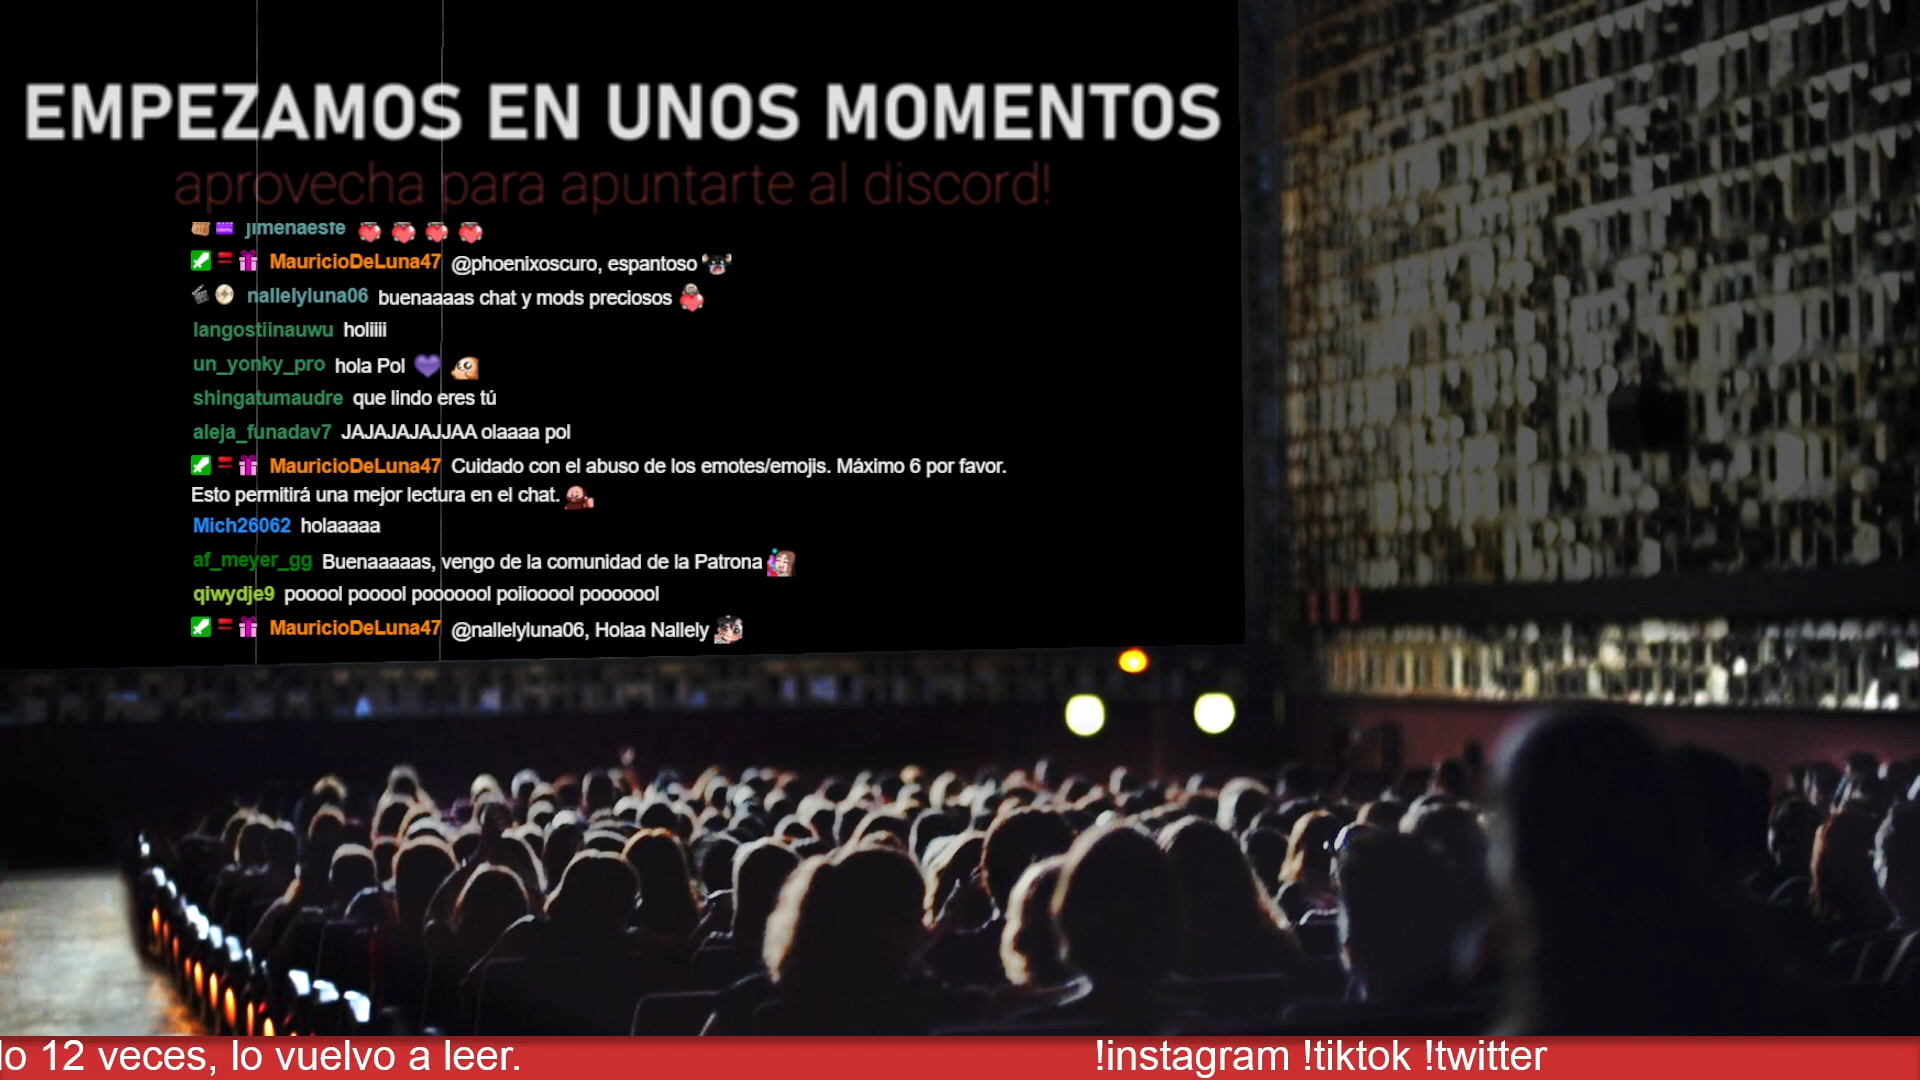 EMPEZAMOS EN UNOS MOMENTOS
aprovecha para apuntarte al discord!
jimenaesfe
MauricioDeLuna47 @phoenixoscuro, espantoso
nallelyluna06 buenaaaas chat y mods preciosos
langostiinauwu holiiii
un_yonky_pro hola Pol
shingatumaudre que lindo eres tú
aleja_funadav7 JAJAJAJAJJAA olaaaa pol
MauricioDeLuna47 Cuidado con el abuso de los emotes/emojis. Máximo 6 por favor.
Esto permitirá una mejor lectura en el chat.
Mich26062 holaaaaa
af_meyer_gg Buenaaaaas, vengo de la comunidad de la Patrona
qiwydje9 pooool pooool pooooool poiiooool pooooool
MauricioDeLuna47 @nallelyluna06, Holaa Nallely
lo 12 veces, lo vuelvo a leer. !instagram !tiktok !twitter